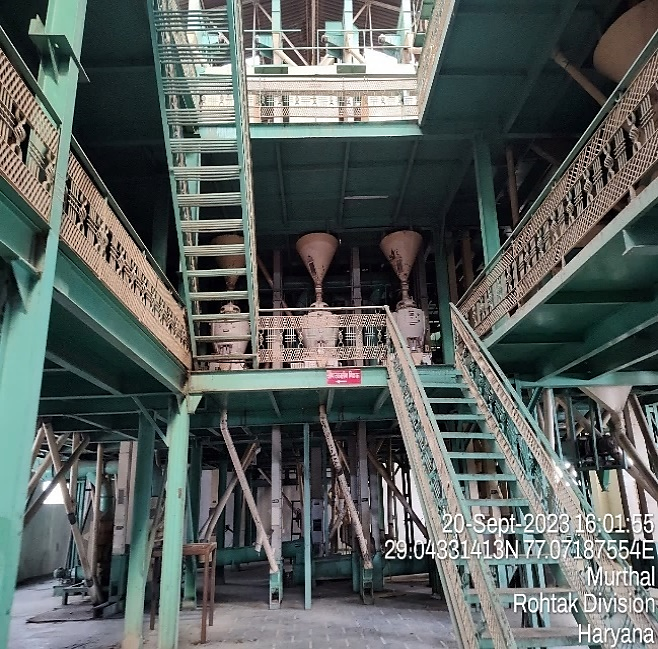 20-Sept-2023 16:01:55
29.04331413N 77.07187554E
Murthal
Rohtak Division
Haryana